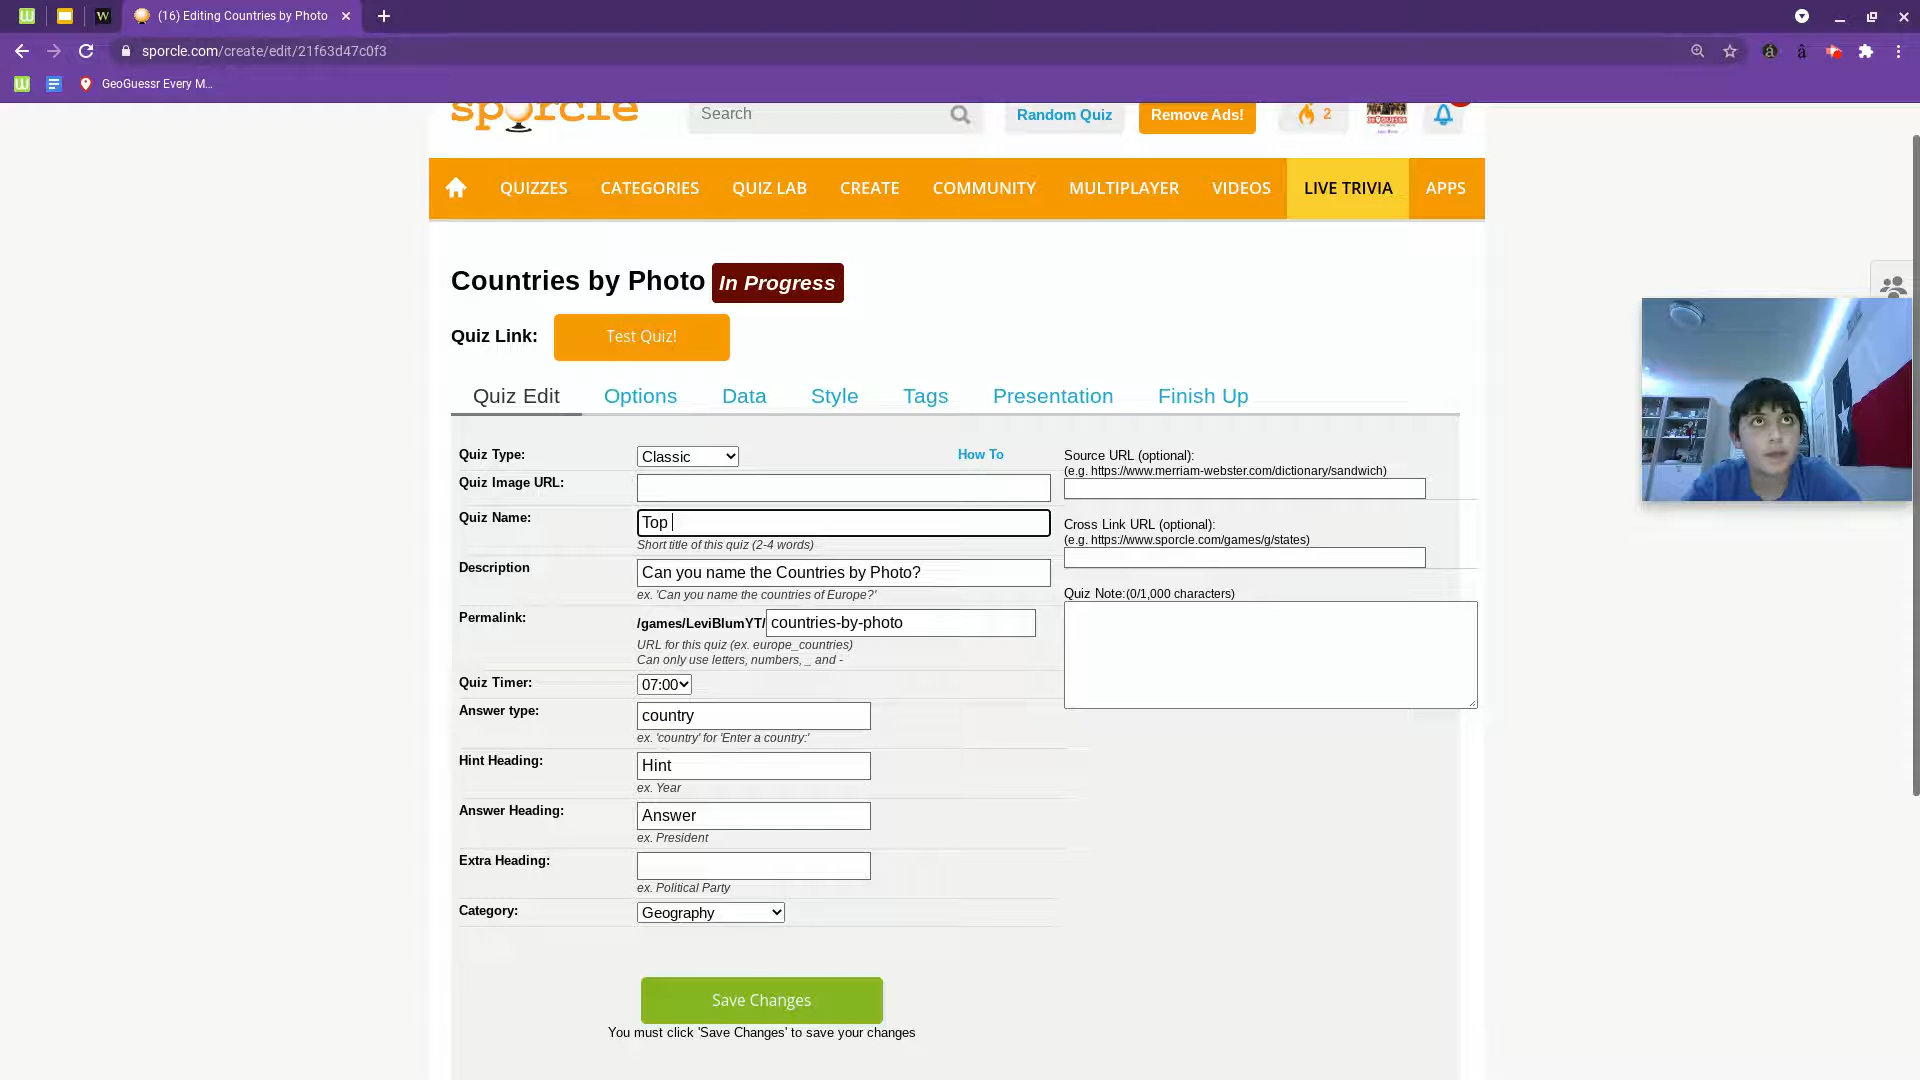 (16) Editing Countries by Photo
sporcle.com/create/edit/21f63d47c0f3
GeoGuessr Every M...
sporcle
Search
Random Quiz
Remove Ads!
2
QUIZZES
CATEGORIES
QUIZ LAB
CREATE
COMMUNITY
MULTIPLAYER
VIDEOS
LIVE TRIVIA
APPS
Countries by Photo In Progress
Quiz Link: Test Quiz!
Quiz Edit
Options
Data
Style
Tags
Presentation
Finish Up
Quiz Type: Classic How To
Quiz Image URL:
Quiz Name: Top
Short title of this quiz (2-4 words)
Description Can you name the Countries by Photo?
ex. 'Can you name the countries of Europe?'
Permalink: /games/LeviBlumYT/ countries-by-photo
URL for this quiz (ex. europe_countries)
Can only use letters, numbers, _ and -
Quiz Timer: 07:00
Answer type: country
ex. 'country' for 'Enter a country:'
Hint Heading: Hint
ex. Year
Answer Heading: Answer
ex. President
Extra Heading:
ex. Political Party
Category: Geography
Source URL (optional):
(e.g. https://www.merriam-webster.com/dictionary/sandwich)
Cross Link URL (optional):
(e.g. https://www.sporcle.com/games/g/states)
Quiz Note:(0/1,000 characters)
Save Changes
You must click 'Save Changes' to save your changes